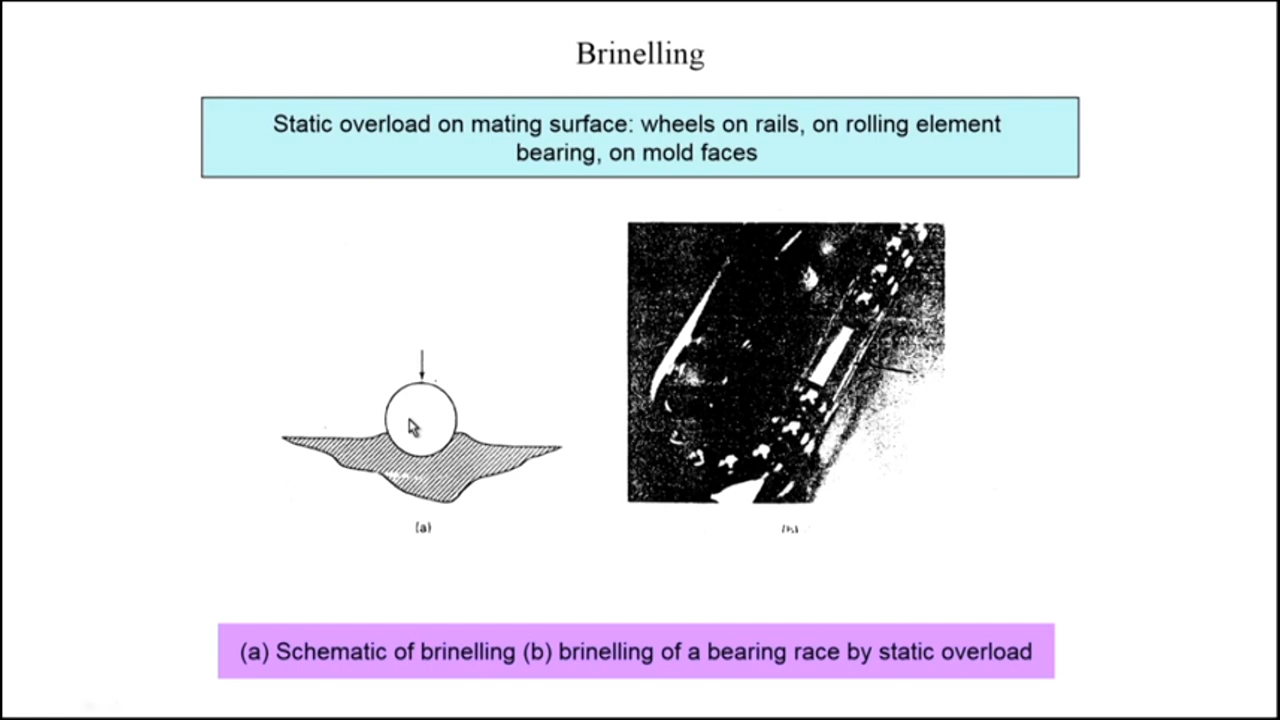 Brinelling
Static overload on mating surface: wheels on rails, on rolling element
bearing, on mold faces
(a)
(a) Schematic of brinelling (b) brinelling of a bearing race by static overload